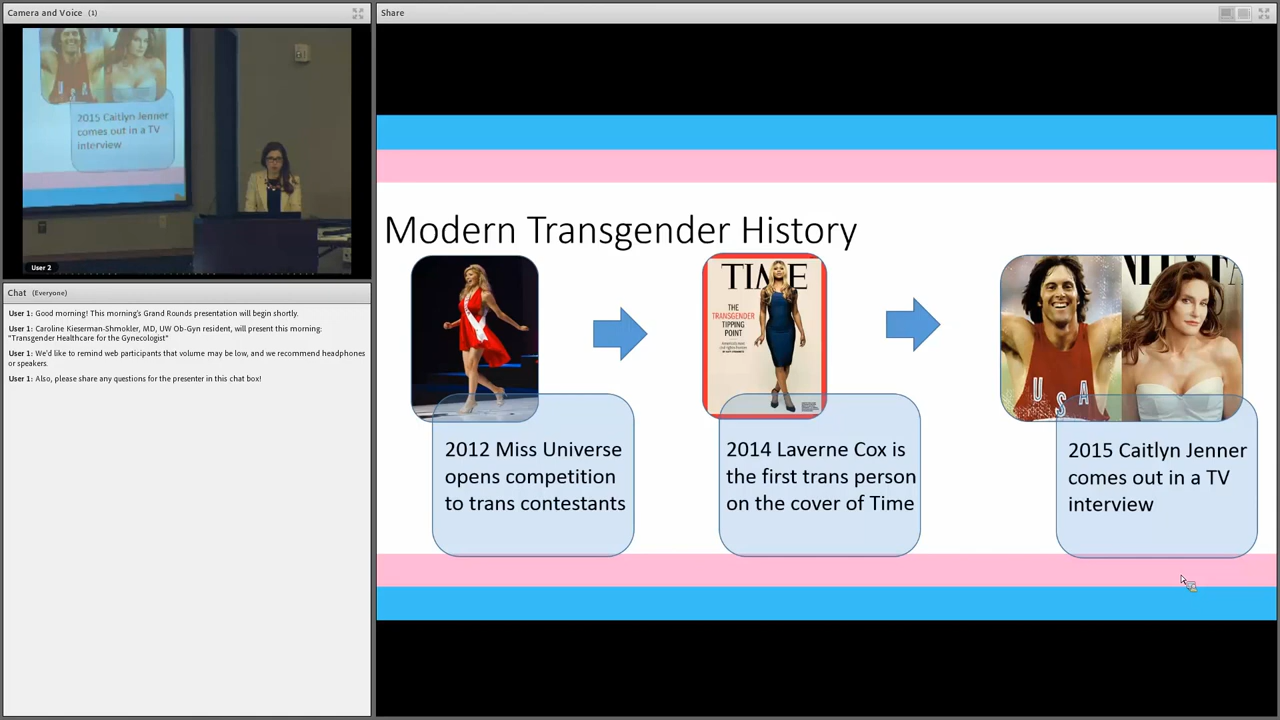 Camera and Voice (1)
2015 Caitlyn Jenner
comes out in a TV
interview
User 2
Chat (Everyone)
User 1: Good morning! This morning's Grand Rounds presentation will begin shortly.
User 1: Caroline Kieserman-Shmokler, MD, UW Ob-Gyn resident, will present this morning:
"Transgender Healthcare for the Gynecologist"
User 1: We'd like to remind web participants that volume may be low, and we recommend headphones
or speakers.
User 1: Also, please share any questions for the presenter in this chat box!
Share
Modern Transgender History
TIME
THE
TRANSGENDER
TIPPING
POINT
USA
2012 Miss Universe
opens competition
to trans contestants
2014 Laverne Cox is
the first trans person
on the cover of Time
2015 Caitlyn Jenner
comes out in a TV
interview